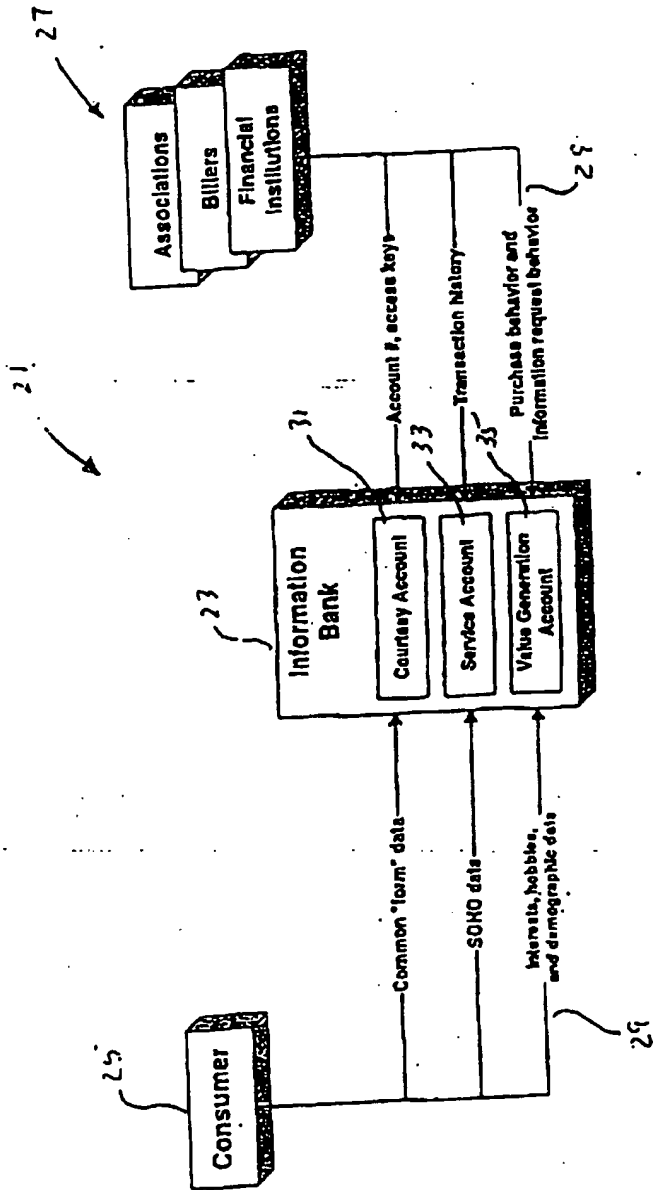 21
27
Associations
Billers
Financial
Institutions
23
Information
Bank
25
Consumer
31
Courtesy Account
33
Service Account
35
Value Generation
Account
Common "form" data
SOHO data
Interests, hobbies,
and demographic data
29
Account #, access keys
Transaction history
Purchase behavior and
Information request behavior
29